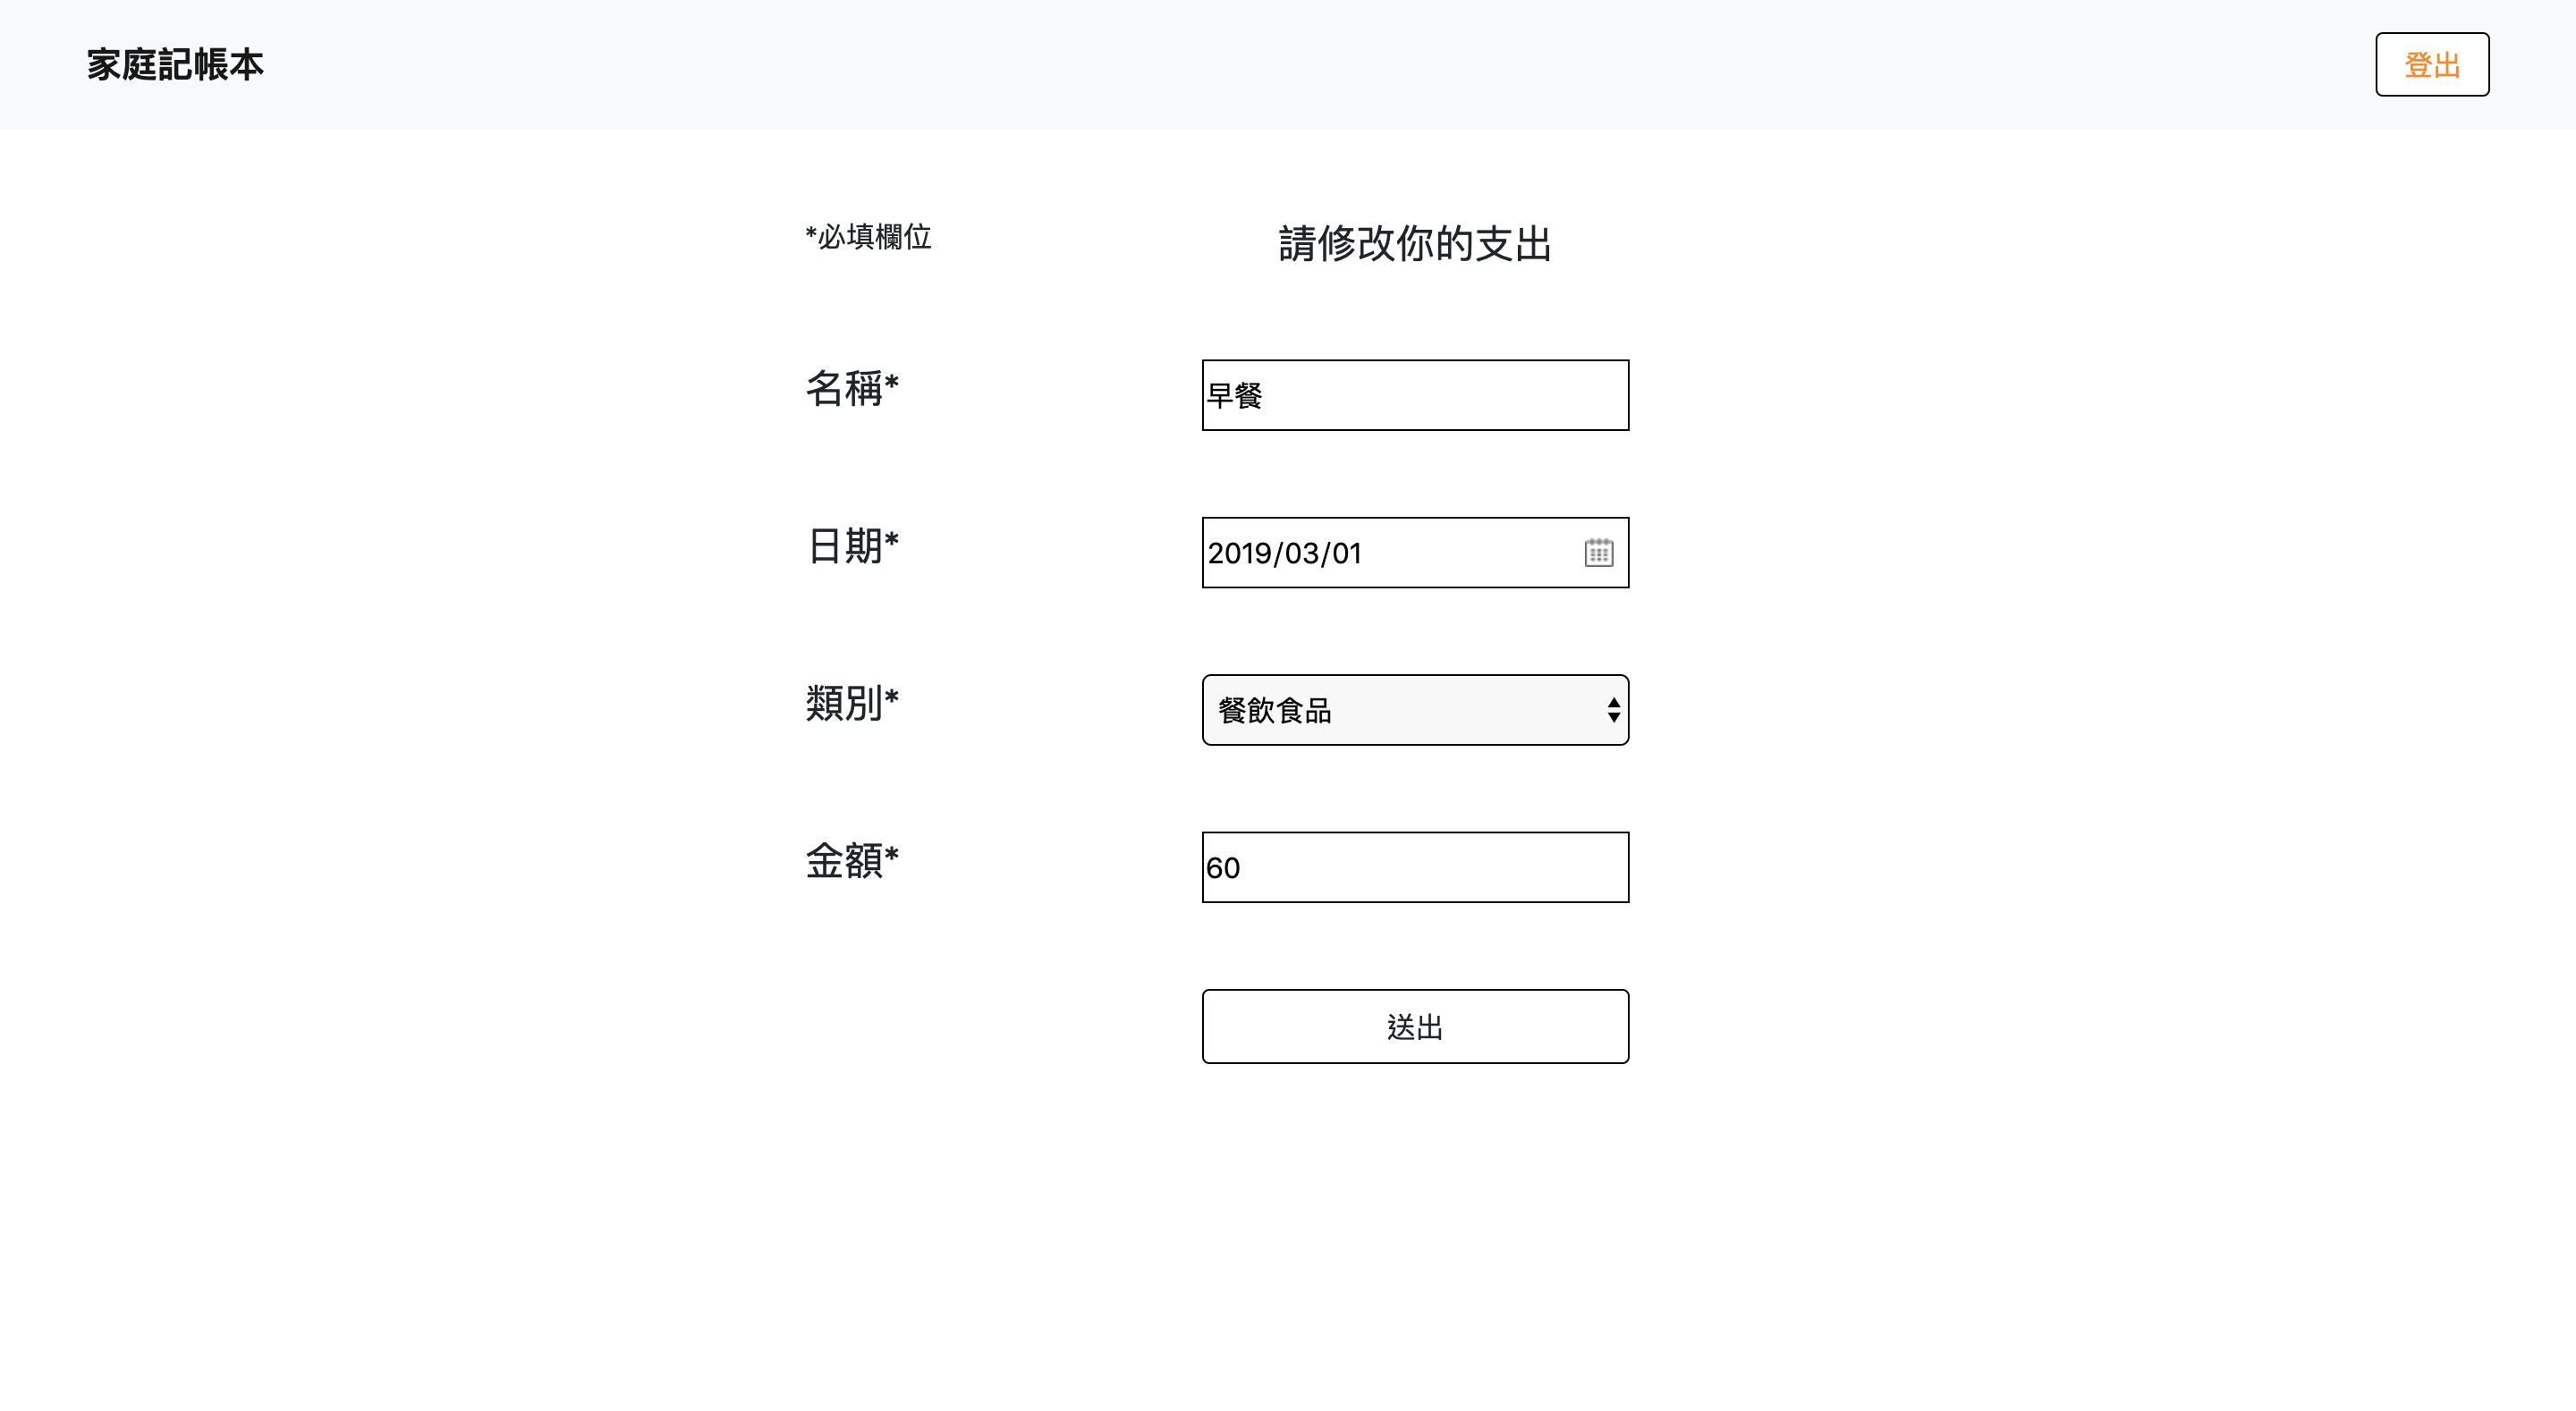 家庭記帳本
登出
*必填欄位
請修改你的支出
名稱*
早餐
日期*
2019/03/01
類別*
餐飲食品
金額*
60
送出